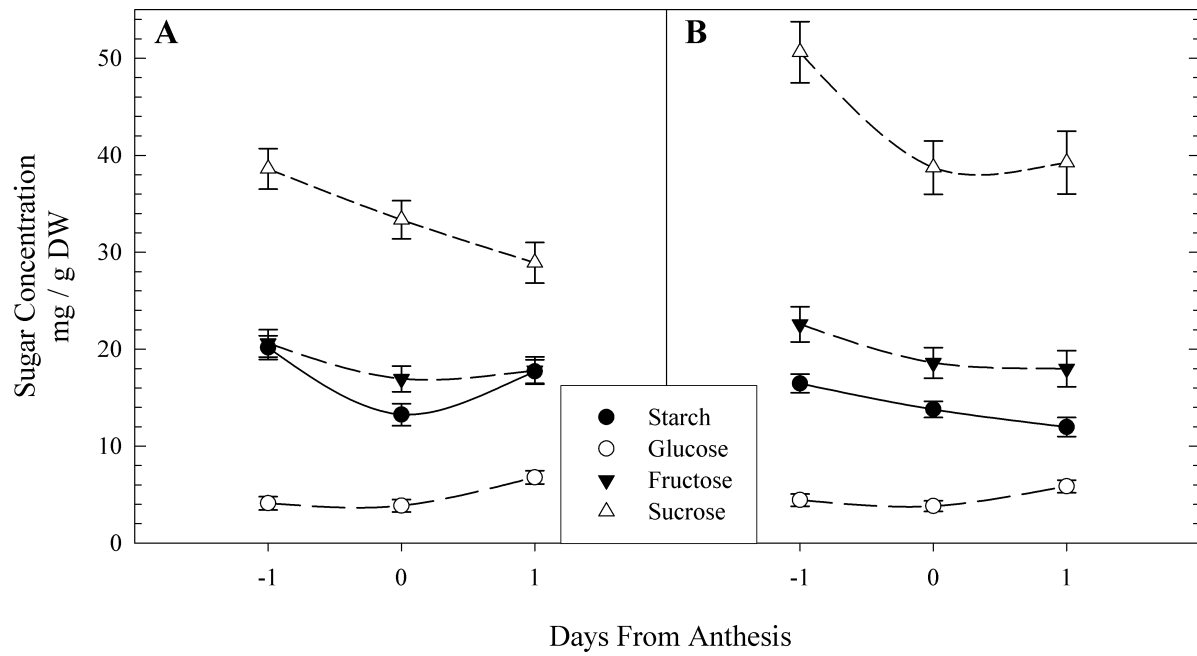 A
B
50
40
30
20
10
0
Sugar Concentration
mg / g DW
Starch
Glucose
Fructose
Sucrose
-1 0 1 -1 0 1
Days From Anthesis